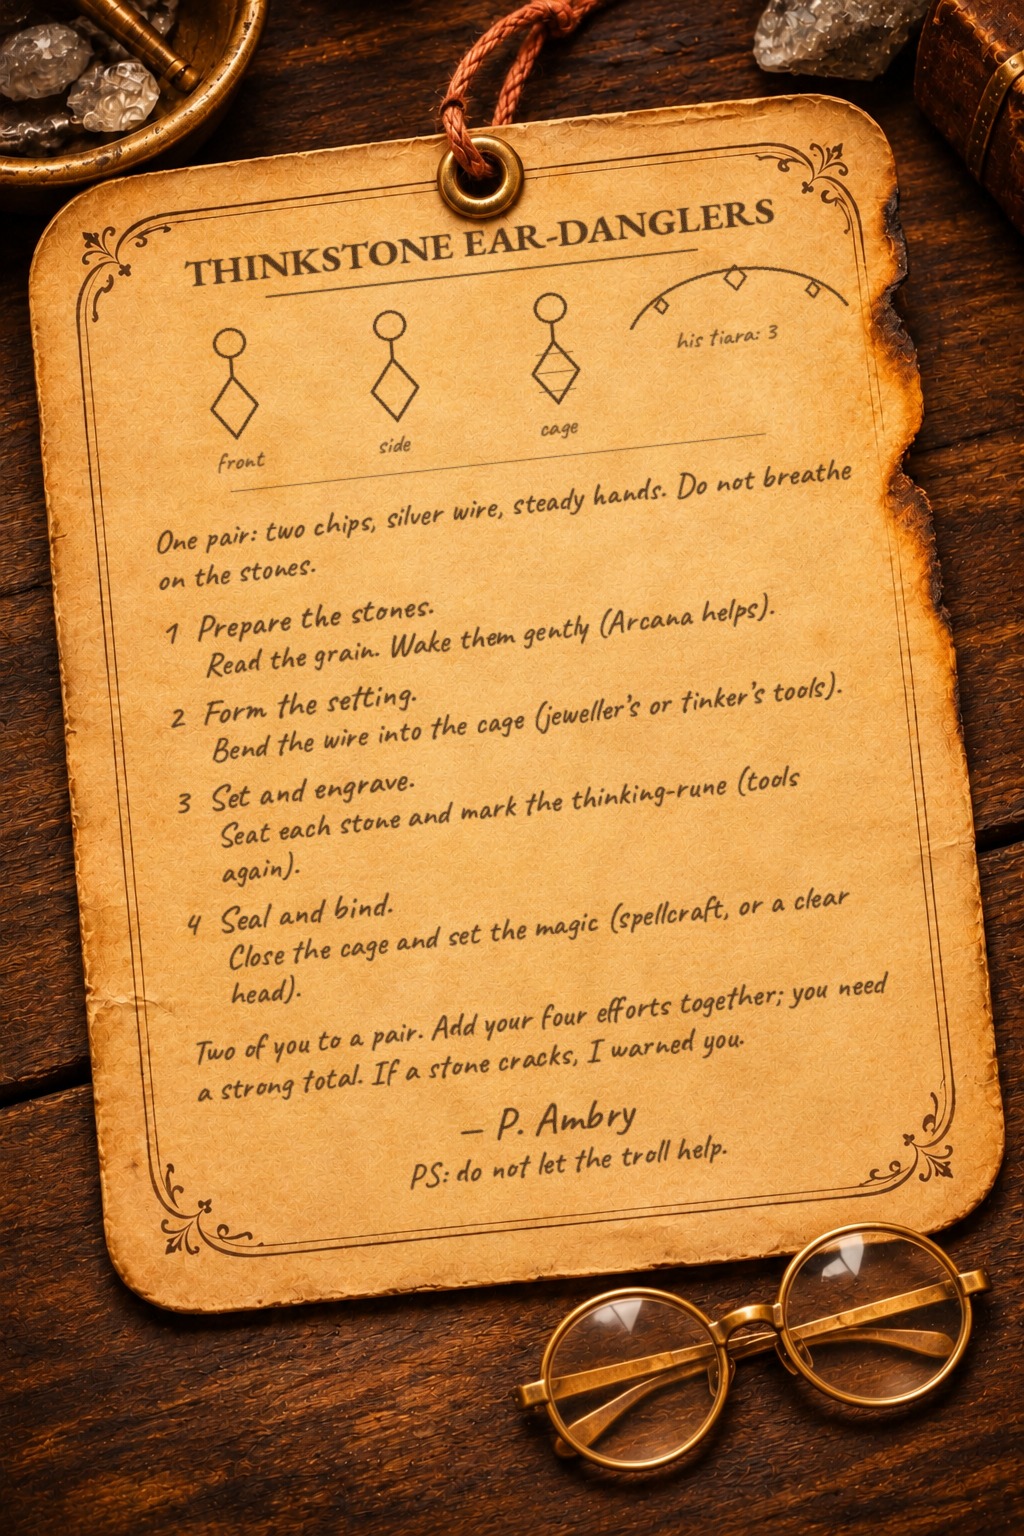 THINKSTONE EAR-DANGLERS
front
side
cage
his tiara: 3
One pair: two chips, silver wire, steady hands. Do not breathe
on the stones.
1 Prepare the stones.
Read the grain. Wake them gently (Arcana helps).
2 Form the setting.
Bend the wire into the cage (jeweller's or tinker's tools).
3 Set and engrave.
Seat each stone and mark the thinking-rune (tools
again).
4 Seal and bind.
Close the cage and set the magic (spellcraft, or a clear
head).
Two of you to a pair. Add your four efforts together; you need
a strong total. If a stone cracks, I warned you.
— P. Ambry
PS: do not let the troll help.